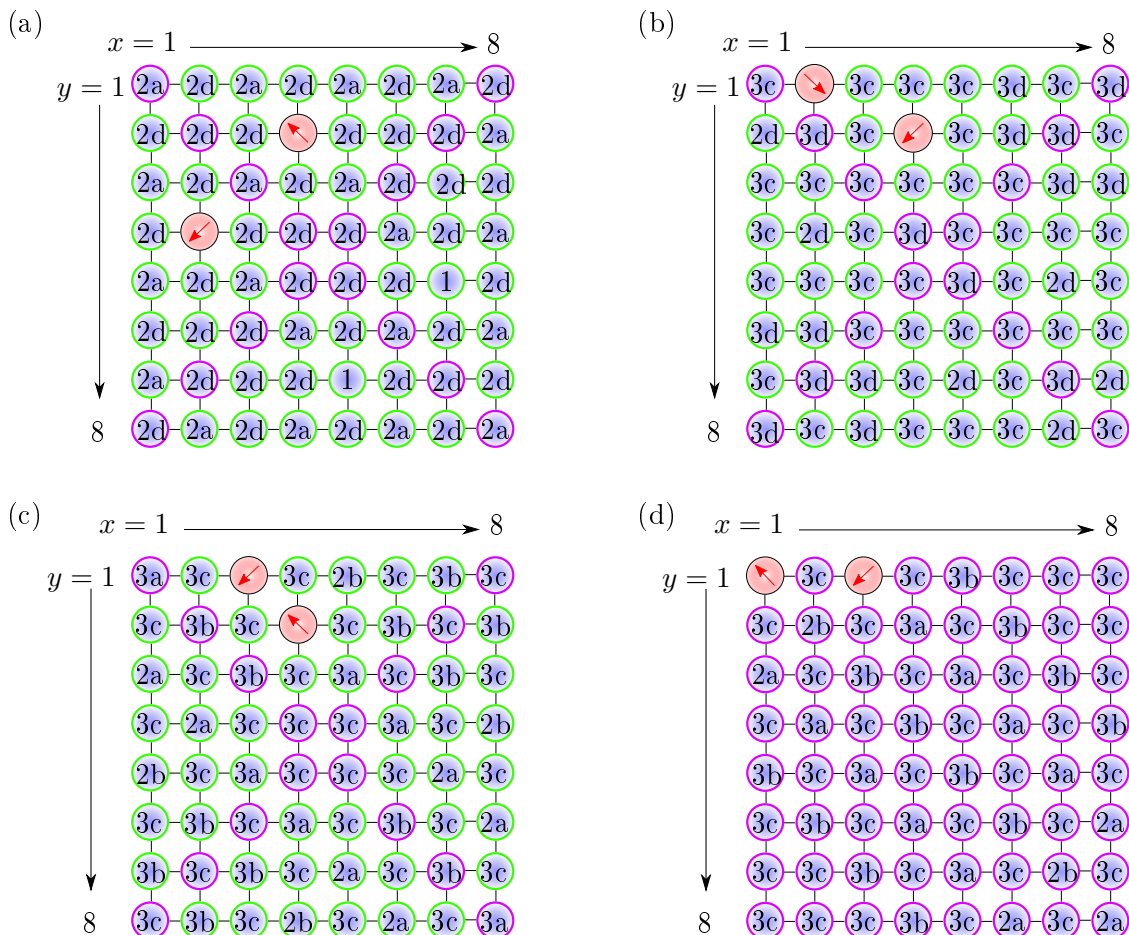 (a)
x = 1 8
y = 1 2a 2d 2a 2d 2a 2d 2a 2d
2d 2d 2d 2d 2d 2d 2a
2a 2d 2a 2d 2a 2d 2d 2d
2d 2d 2d 2d 2a 2d 2a
2a 2d 2a 2d 2d 2d 1 2d
2d 2d 2d 2a 2d 2a 2d 2a
2a 2d 2d 2d 1 2d 2d 2d
8 2d 2a 2d 2a 2d 2a 2d 2a
(b)
x = 1 8
y = 1 3c 3c 3c 3c 3d 3c 3d
2d 3d 3c 3c 3d 3d 3c
3c 3c 3c 3c 3c 3c 3d 3d
3c 2d 3c 3d 3c 3c 3c 3c
3c 3c 3c 3c 3d 3c 2d 3c
3d 3d 3c 3c 3c 3c 3c 3c
3c 3d 3d 3c 2d 3c 3d 2d
8 3d 3c 3d 3c 3c 3c 2d 3c
(c)
x = 1 8
y = 1 3a 3c 3c 2b 3c 3b 3c
3c 3b 3c 3c 3b 3c 3b
2a 3c 3b 3c 3a 3c 3b 3c
3c 2a 3c 3c 3c 3a 3c 2b
2b 3c 3a 3c 3c 3c 2a 3c
3c 3b 3c 3a 3c 3b 3c 2a
3b 3c 3b 3c 2a 3c 3b 3c
8 3c 3b 3c 2b 3c 2a 3c 3a
(d)
x = 1 8
y = 1 3c 3c 3b 3c 3c 3c
3c 2b 3c 3a 3c 3b 3c 3c
2a 3c 3b 3c 3a 3c 3b 3c
3c 3a 3c 3b 3c 3a 3c 3b
3b 3c 3a 3c 3b 3c 3a 3c
3c 3b 3c 3a 3c 3b 3c 2a
3c 3c 3b 3c 3a 3c 2b 3c
8 3c 3c 3c 3b 3c 2a 3c 2a